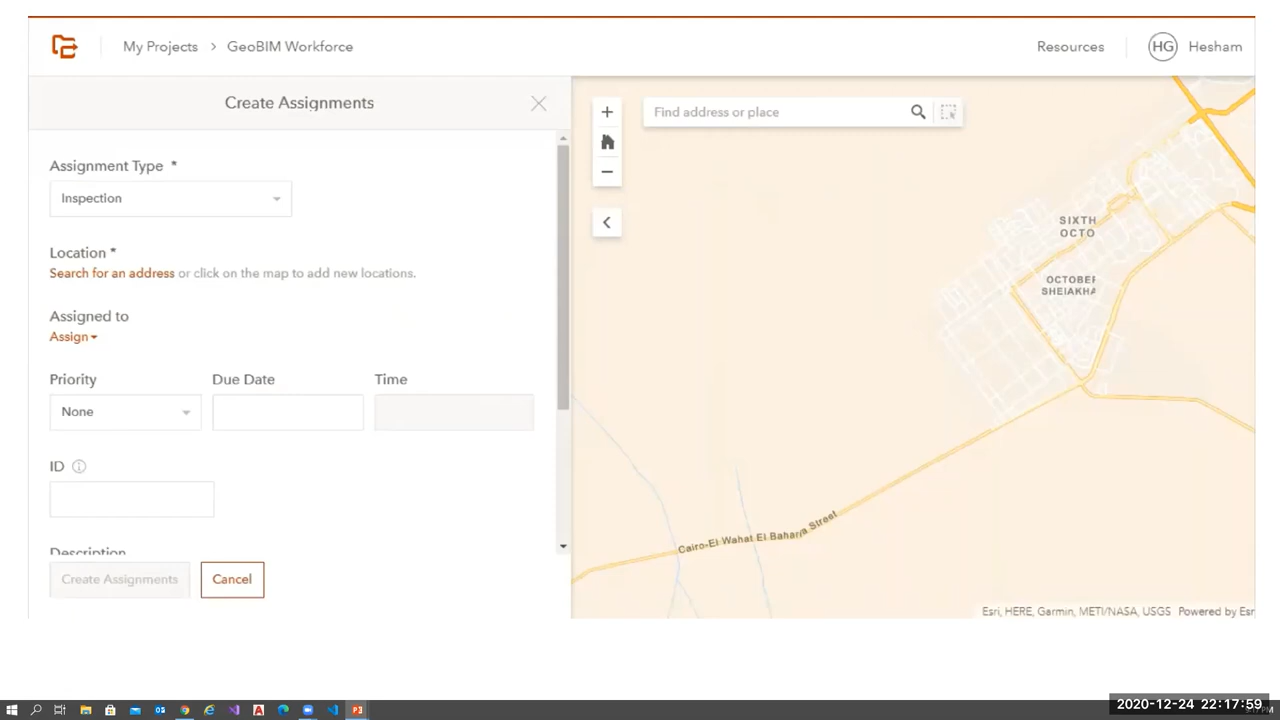 My Projects > GeoBIM Workforce
Resources
HG Hesham
Create Assignments
Assignment Type *
Inspection
Location *
Search for an address or click on the map to add new locations.
Assigned to
Assign
Priority
Due Date
Time
None
ID
Description
Create Assignments
Cancel
Find address or place
SIXTH
OCTO
OCTOBER
SHEIAKHA
Cairo-El Wahat El Baharia Street
Esri, HERE, Garmin, METI/NASA, USGS Powered by Esr
2020-12-24 22:17:59